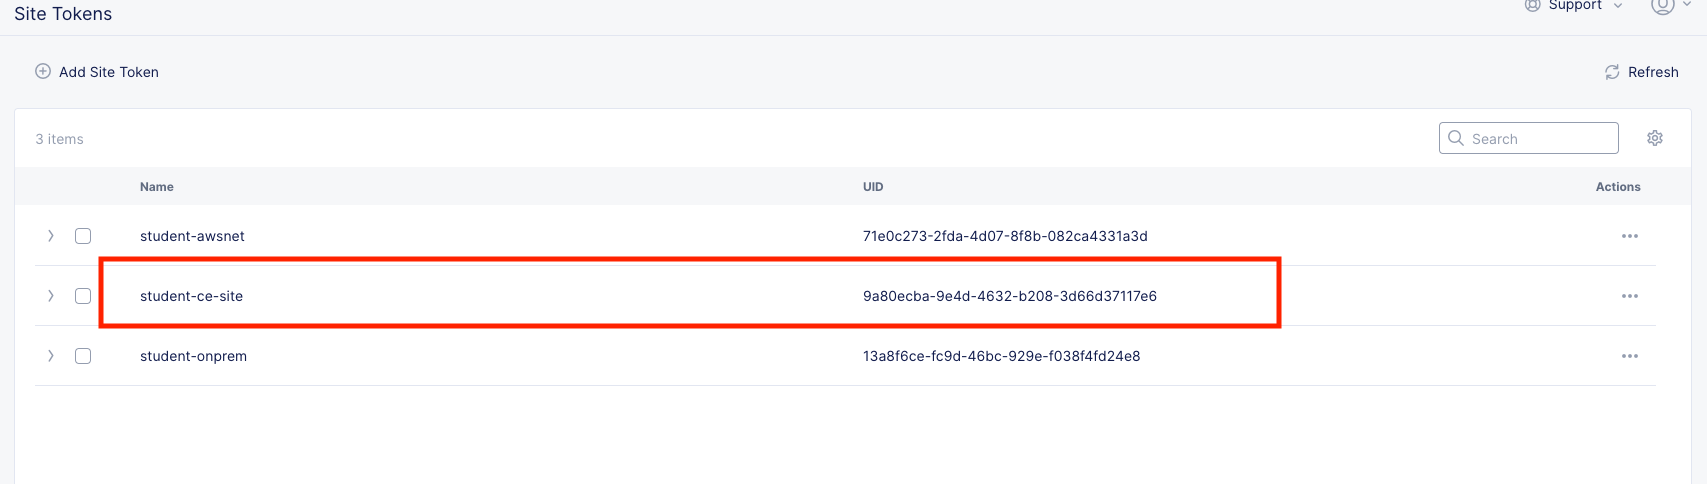 Site Tokens
Support
Add Site Token
Refresh
3 items
Search
Name UID Actions
student-awsnet 71e0c273-2fda-4d07-8f8b-082ca4331a3d
student-ce-site 9a80ecba-9e4d-4632-b208-3d66d37117e6
student-onprem 13a8f6ce-fc9d-46bc-929e-f038f4fd24e8